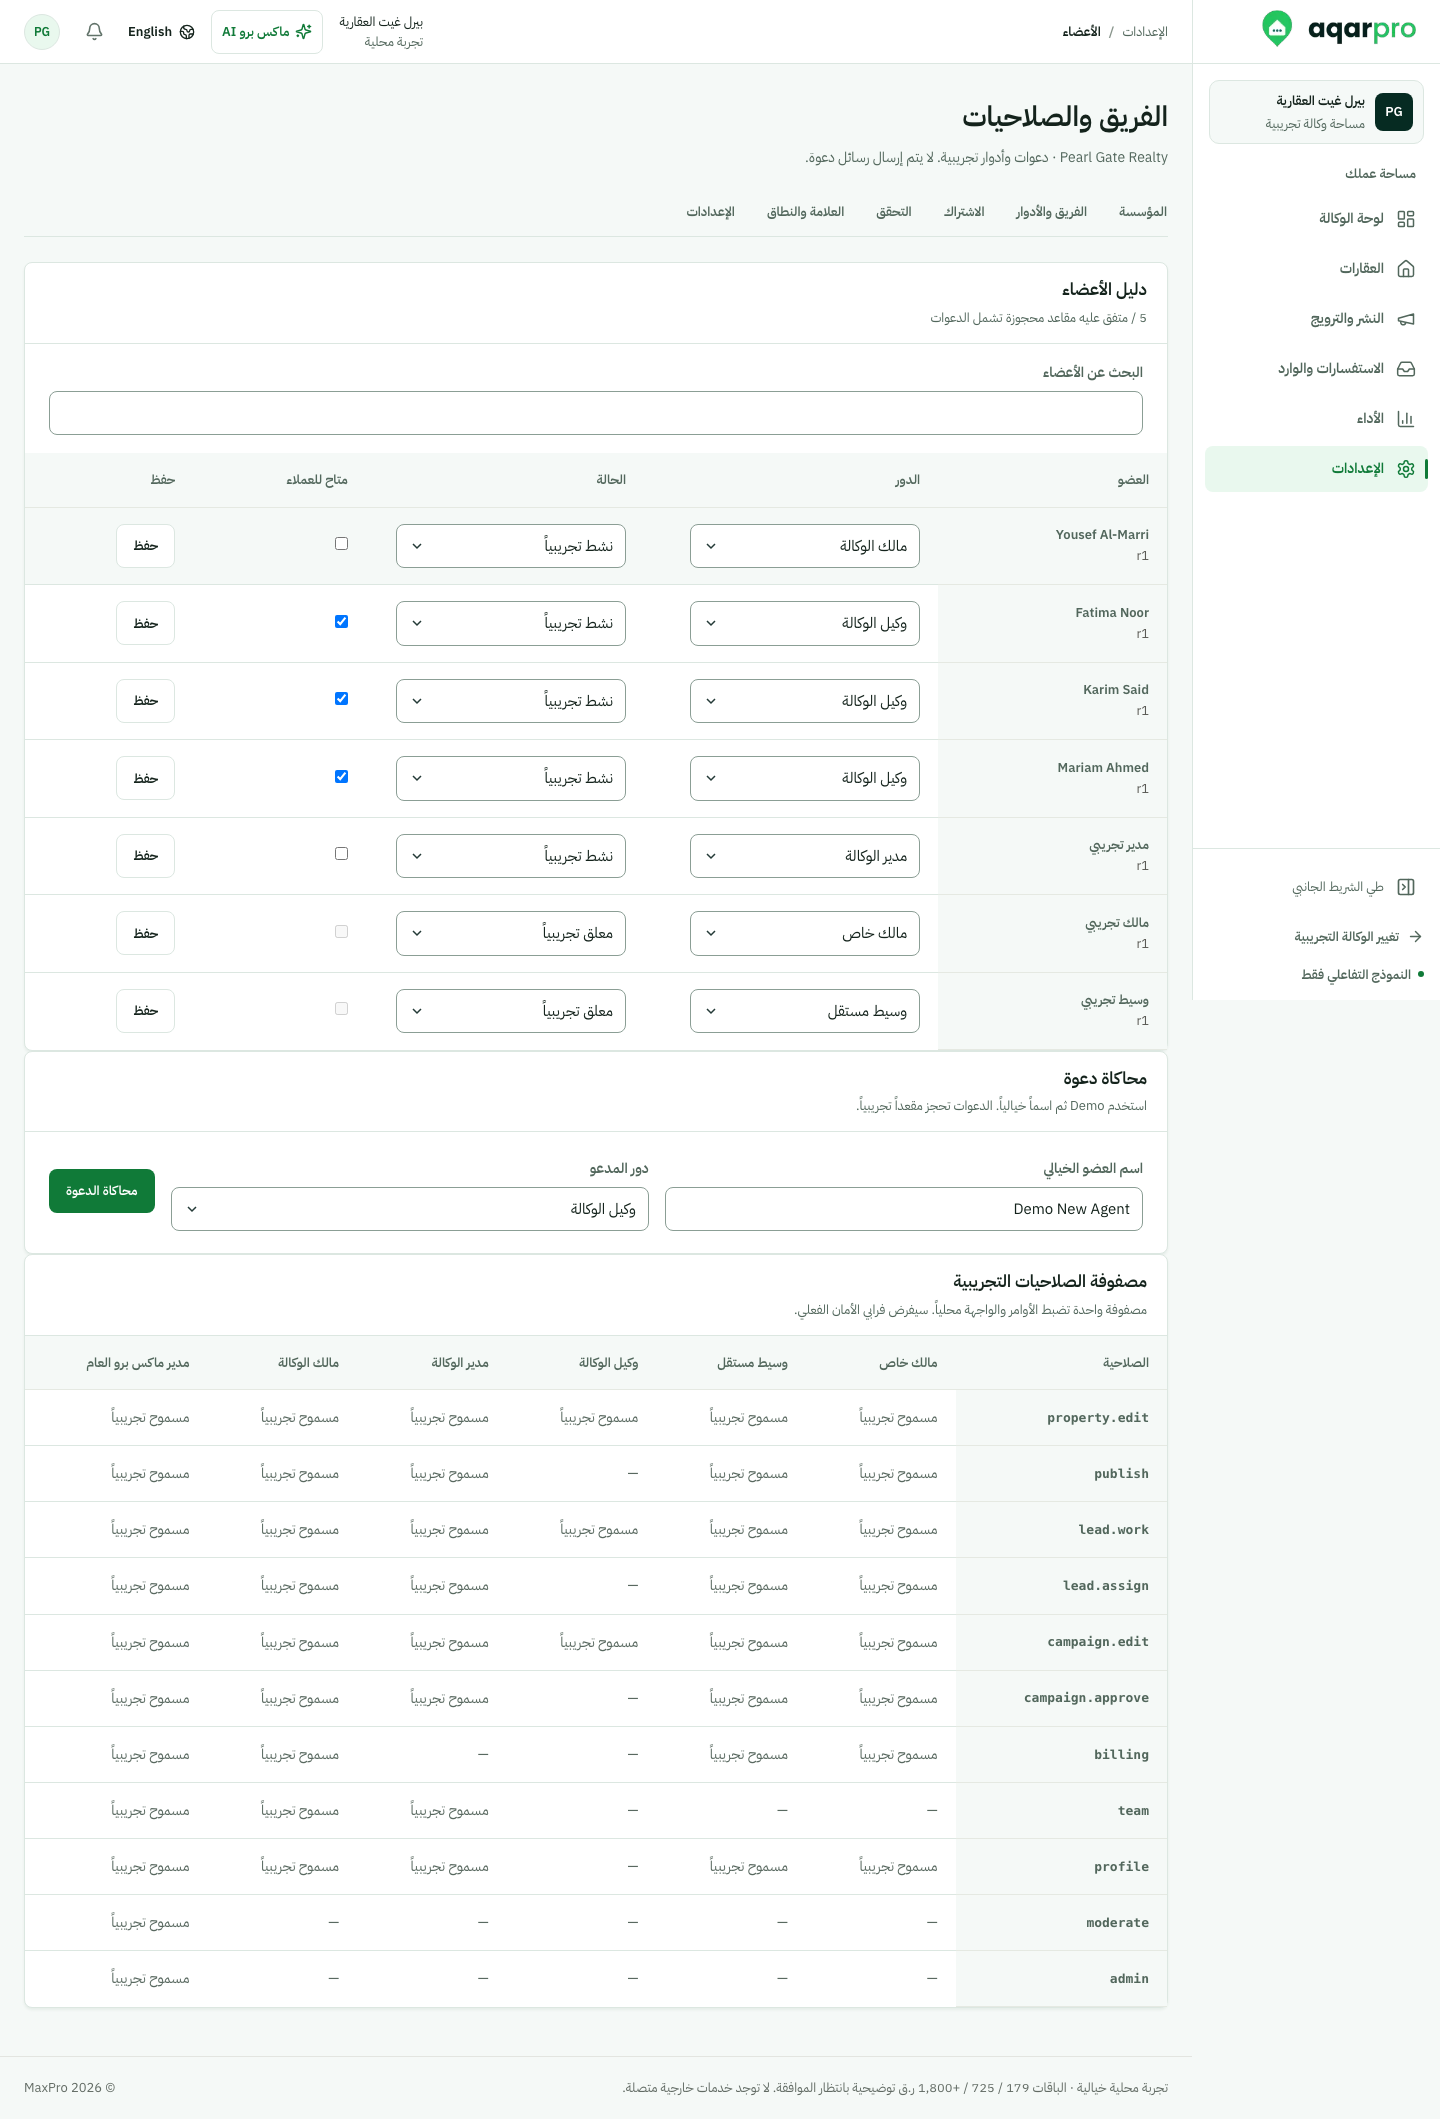 aqarpro
الإعدادات / الأعضاء
بيرل غيت العقارية
تجربة محلية
ماكس برو AI
English
PG
PG
بيرل غيت العقارية
مساحة وكالة تجريبية
مساحة عملك
لوحة الوكالة
العقارات
النشر والترويج
الاستفسارات والوارد
الأداء
الإعدادات
طي الشريط الجانبي
تغيير الوكالة التجريبية
النموذج التفاعلي فقط
الفريق والصلاحيات
Pearl Gate Realty · دعوات وأدوار تجريبية. لا يتم إرسال رسائل دعوة.
المؤسسة الفريق والأدوار الاشتراك التحقق العلامة والنطاق الإعدادات
دليل الأعضاء
5 / متفق عليه مقاعد محجوزة تشمل الدعوات
البحث عن الأعضاء
العضو الدور الحالة متاح للعملاء حفظ
Yousef Al-Marri
r1
مالك الوكالة نشط تجريبياً حفظ
Fatima Noor
r1
وكيل الوكالة نشط تجريبياً حفظ
Karim Said
r1
وكيل الوكالة نشط تجريبياً حفظ
Mariam Ahmed
r1
وكيل الوكالة نشط تجريبياً حفظ
مدير تجريبي
r1
مدير الوكالة نشط تجريبياً حفظ
مالك تجريبي
r1
مالك خاص معلق تجريبياً حفظ
وسيط تجريبي
r1
وسيط مستقل معلق تجريبياً حفظ
محاكاة دعوة
استخدم Demo ثم اسماً خيالياً. الدعوات تحجز مقعداً تجريبياً.
اسم العضو الخيالي دور المدعو
Demo New Agent وكيل الوكالة محاكاة الدعوة
مصفوفة الصلاحيات التجريبية
مصفوفة واحدة تضبط الأوامر والواجهة محلياً. سيفرض فرابي الأمان الفعلي.
الصلاحية مالك خاص وسيط مستقل وكيل الوكالة مدير الوكالة مالك الوكالة مدير ماكس برو العام
property.edit مسموح تجريبياً مسموح تجريبياً مسموح تجريبياً مسموح تجريبياً مسموح تجريبياً مسموح تجريبياً
publish مسموح تجريبياً مسموح تجريبياً — مسموح تجريبياً مسموح تجريبياً مسموح تجريبياً
lead.work مسموح تجريبياً مسموح تجريبياً مسموح تجريبياً مسموح تجريبياً مسموح تجريبياً مسموح تجريبياً
lead.assign مسموح تجريبياً مسموح تجريبياً — مسموح تجريبياً مسموح تجريبياً مسموح تجريبياً
campaign.edit مسموح تجريبياً مسموح تجريبياً مسموح تجريبياً مسموح تجريبياً مسموح تجريبياً مسموح تجريبياً
campaign.approve مسموح تجريبياً مسموح تجريبياً — مسموح تجريبياً مسموح تجريبياً مسموح تجريبياً
billing مسموح تجريبياً مسموح تجريبياً — — مسموح تجريبياً مسموح تجريبياً
team — — — مسموح تجريبياً مسموح تجريبياً مسموح تجريبياً
profile مسموح تجريبياً مسموح تجريبياً — مسموح تجريبياً مسموح تجريبياً مسموح تجريبياً
moderate — — — — — مسموح تجريبياً
admin — — — — — مسموح تجريبياً
تجربة محلية خيالية · الباقات 179 / 725 / +1,800 ر.ق توضيحية بانتظار الموافقة. لا توجد خدمات خارجية متصلة.
© 2026 MaxPro